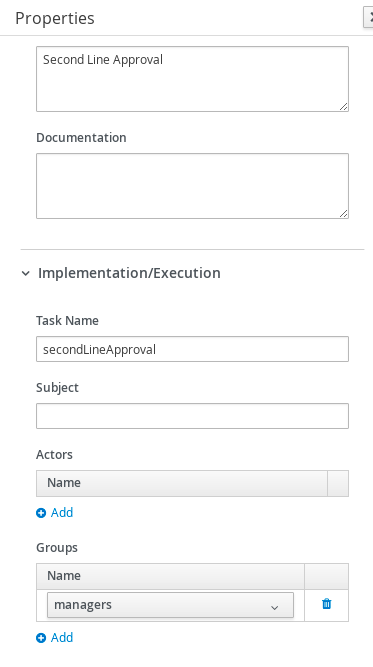 Properties
Second Line Approval
Documentation
Implementation/Execution
Task Name
secondLineApproval
Subject
Actors
Name
Add
Groups
Name
managers
Add